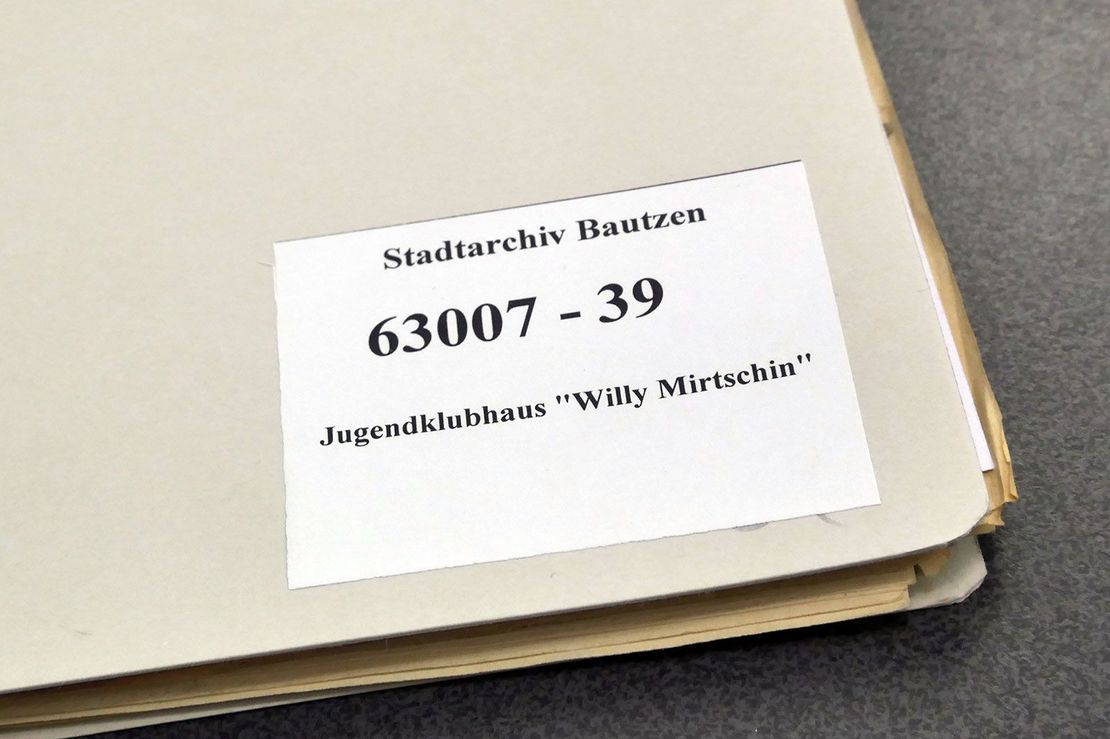 Stadtarchiv Bautzen
63007 - 39
Jugendklubhaus "Willy Mirtschin"